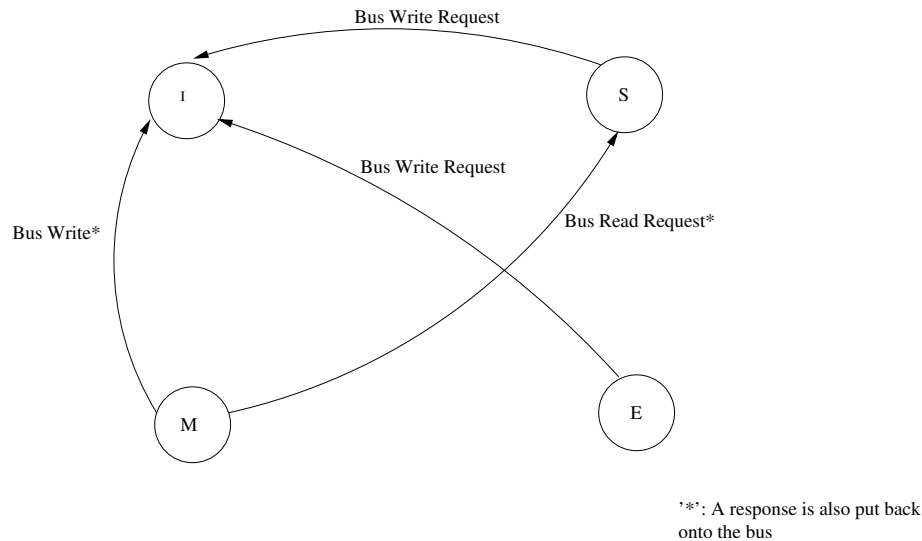 Bus Write Request
I
S
Bus Write Request
Bus Read Request*
Bus Write*
M
E
’*’: A response is also put back
onto the bus